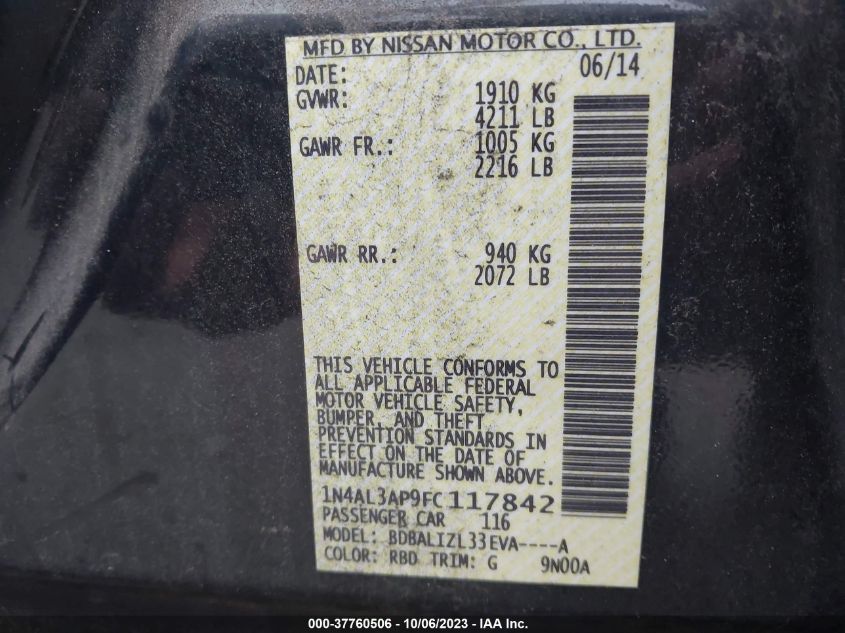 MFD BY NISSAN MOTOR CO., LTD.
DATE: 06/14
GVWR: 1910 KG
4211 LB
GAWR FR.: 1005 KG
2216 LB
GAWR RR.: 940 KG
2072 LB
THIS VEHICLE CONFORMS TO
ALL APPLICABLE FEDERAL
MOTOR VEHICLE SAFETY,
BUMPER, AND THEFT
PREVENTION STANDARDS IN
EFFECT ON THE DATE OF
MANUFACTURE SHOWN ABOVE.
1N4AL3AP9FC117842
PASSENGER CAR 116
MODEL: BDBALIZL33EVA----A
COLOR: RBD TRIM: G 9N00A
000-37760506 / 10/06/2023 - IAA Inc.